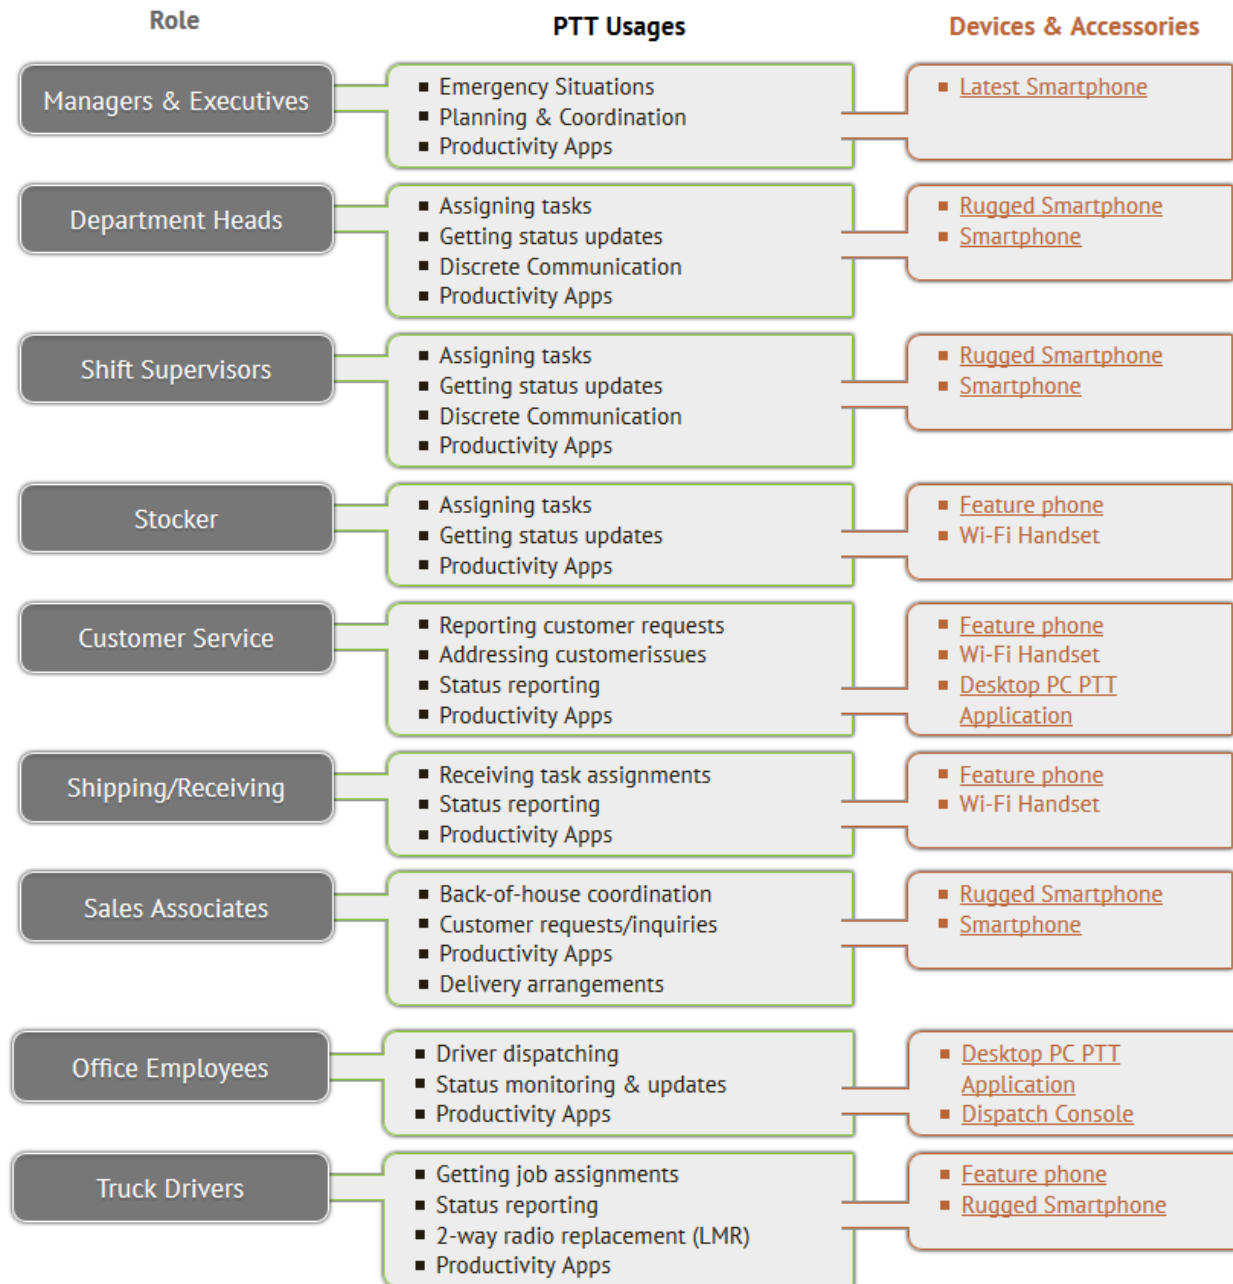 Role
PTT Usages
Devices & Accessories
Managers & Executives
▪ Emergency Situations
▪ Planning & Coordination
▪ Productivity Apps
▪ Latest Smartphone
Department Heads
▪ Assigning tasks
▪ Getting status updates
▪ Discrete Communication
▪ Productivity Apps
▪ Rugged Smartphone
▪ Smartphone
Shift Supervisors
▪ Assigning tasks
▪ Getting status updates
▪ Discrete Communication
▪ Productivity Apps
▪ Rugged Smartphone
▪ Smartphone
Stocker
▪ Assigning tasks
▪ Getting status updates
▪ Productivity Apps
▪ Feature phone
▪ Wi-Fi Handset
Customer Service
▪ Reporting customer requests
▪ Addressing customerissues
▪ Status reporting
▪ Productivity Apps
▪ Feature phone
▪ Wi-Fi Handset
▪ Desktop PC PTT
Application
Shipping/Receiving
▪ Receiving task assignments
▪ Status reporting
▪ Productivity Apps
▪ Feature phone
▪ Wi-Fi Handset
Sales Associates
▪ Back-of-house coordination
▪ Customer requests/inquiries
▪ Productivity Apps
▪ Delivery arrangements
▪ Rugged Smartphone
▪ Smartphone
Office Employees
▪ Driver dispatching
▪ Status monitoring & updates
▪ Productivity Apps
▪ Desktop PC PTT
Application
▪ Dispatch Console
Truck Drivers
▪ Getting job assignments
▪ Status reporting
▪ 2-way radio replacement (LMR)
▪ Productivity Apps
▪ Feature phone
▪ Rugged Smartphone